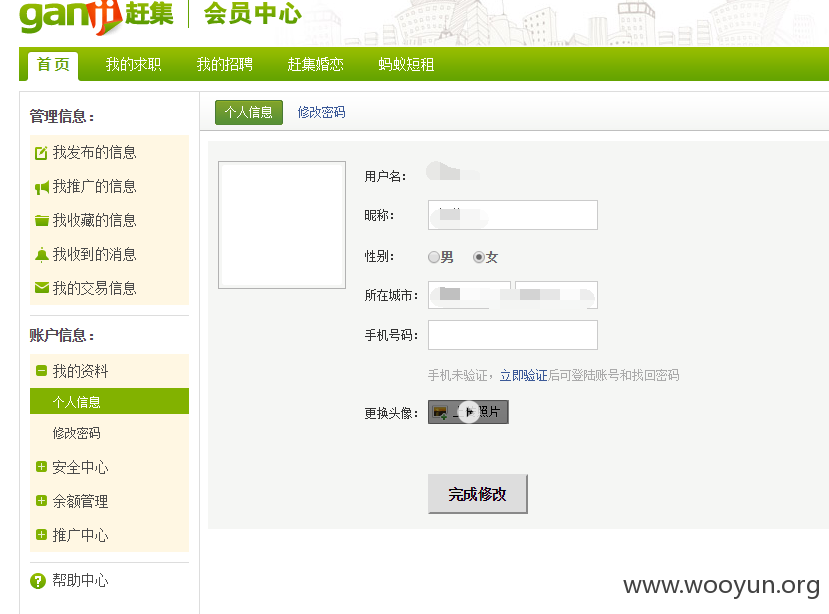 ganji赶集 会员中心
首页 我的求职 我的招聘 赶集婚恋 蚂蚁短租
管理信息：
我发布的信息
我推广的信息
我收藏的信息
我收到的消息
我的交易信息
账户信息：
我的资料
个人信息
修改密码
安全中心
余额管理
推广中心
帮助中心
个人信息 修改密码
用户名：
昵称：
性别： 男 女
所在城市：
手机号码：
手机未验证，立即验证后可登陆账号和找回密码
更换头像： 照片
完成修改
www.wooyun.org